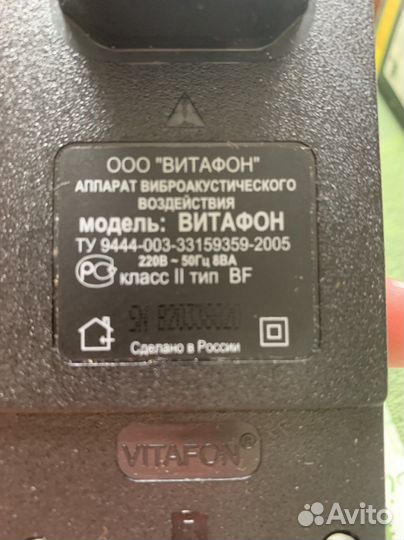 ООО "ВИТАФОН"
АППАРАТ ВИБРОАКУСТИЧЕСКОГО
ВОЗДЕЙСТВИЯ
модель: ВИТАФОН
ТУ 9444-003-33159359-2005
220В ~ 50Гц 8ВА
класс II тип BF
SN
Сделано в России
VITAFON®
Avito